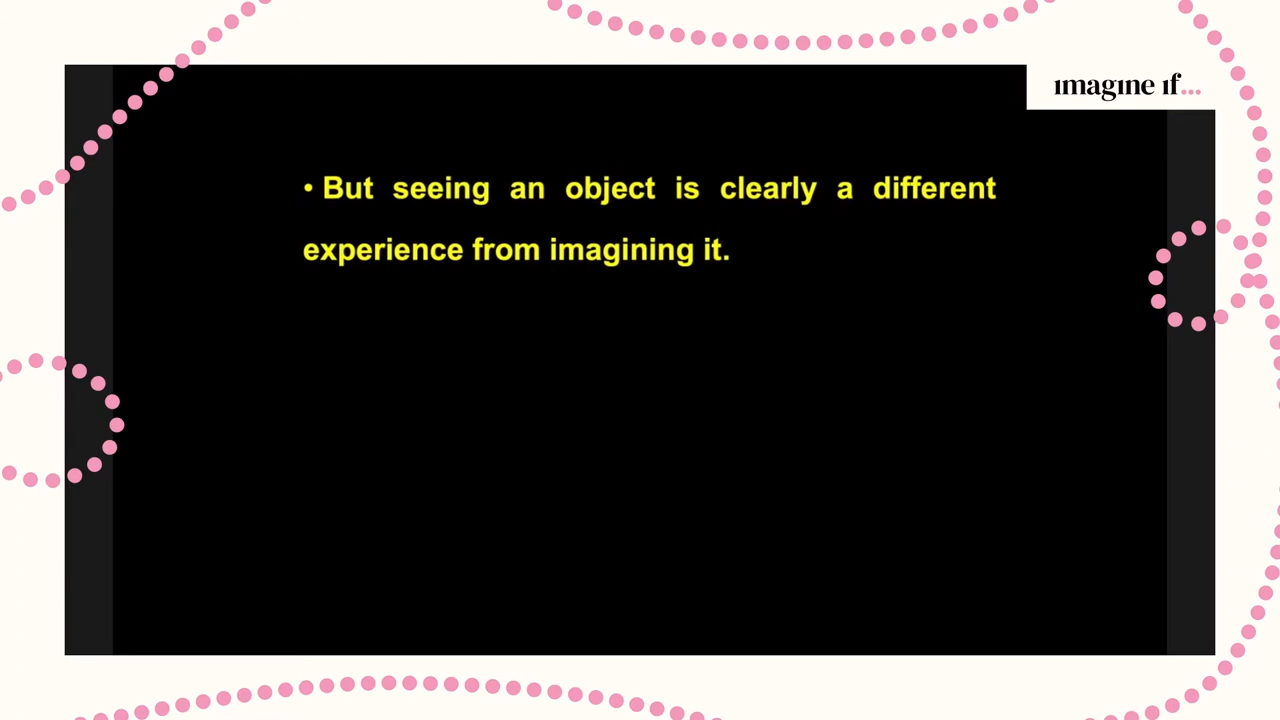 imagine if...
• But seeing an object is clearly a different
experience from imagining it.